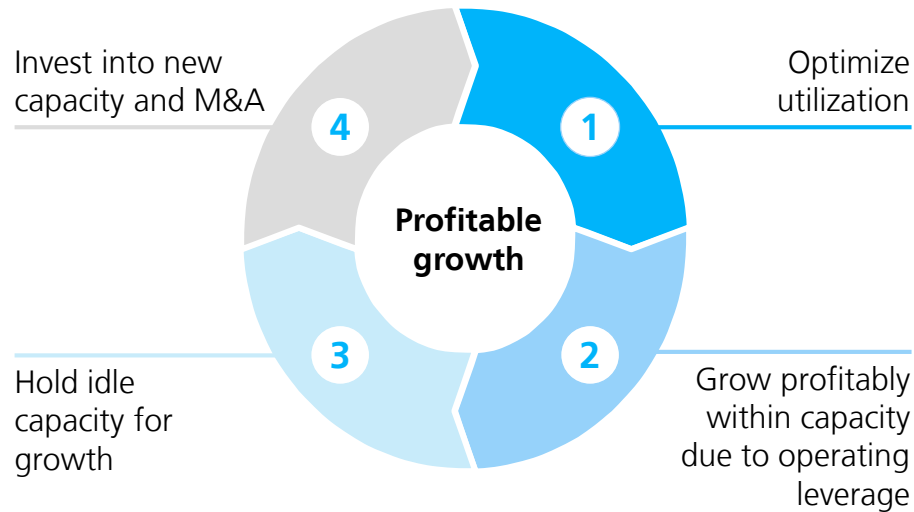 Invest into new
capacity and M&A
4
1
Optimize
utilization
Profitable
growth
3
2
Hold idle
capacity for
growth
Grow profitably
within capacity
due to operating
leverage